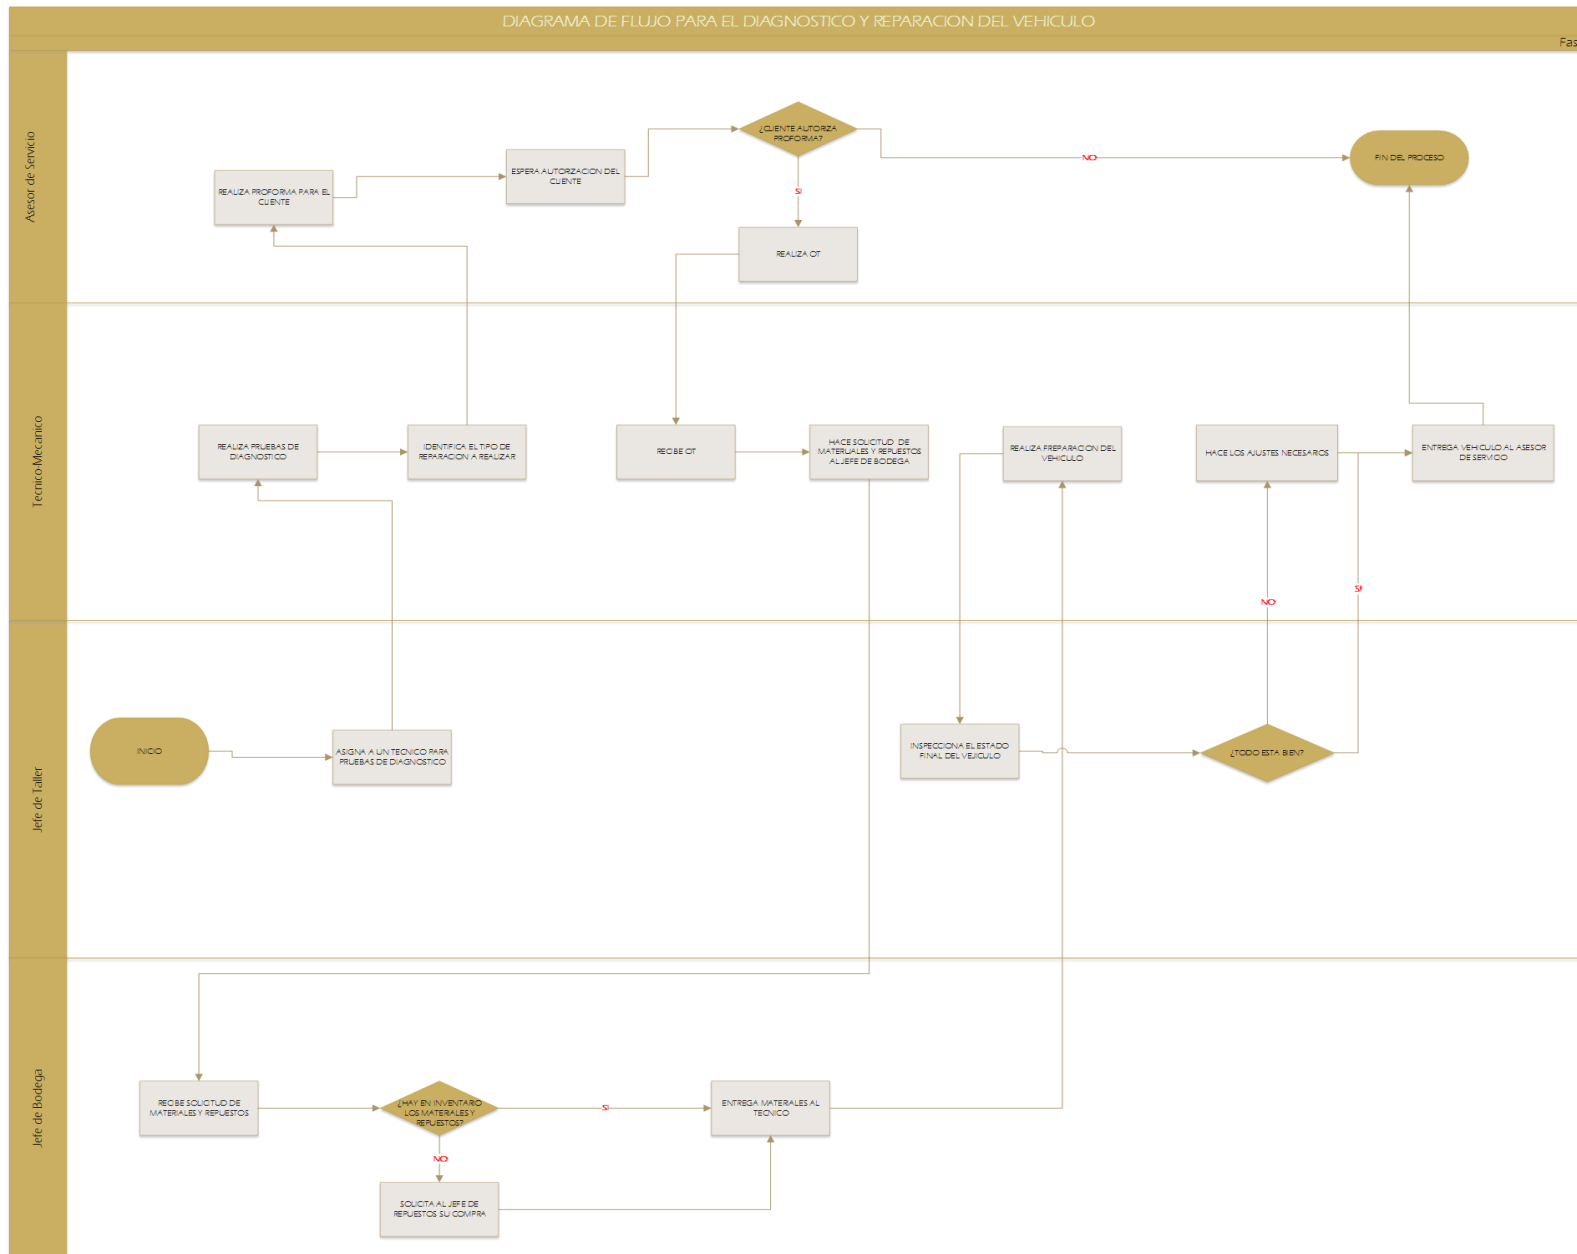 DIAGRAMA DE FLUJO PARA EL DIAGNOSTICO Y REPARACION DEL VEHICULO
Fas
Asesor de Servicio
¿CLIENTE AUTORIZA
PROFORMA?
ESPERA AUTORZACION DEL
CLIENTE
REALIZA PROFORMA PARA EL
CLIENTE
NO
FIN DEL PROCESO
SI
REALIZA OT
Tecnico-Mecanico
REALIZA PRUEBAS DE
DIAGNOSTICO
IDENTIFICA EL TIPO DE
REPARACION A REALIZAR
RECIBE OT
HACE SOLICITUD DE
MATERUALES Y REPUESTOS
AL JEFE DE BODEGA
REALIZA FREPARACION DEL
VEHICULO
HACE LOS AJUSTES NECESARIOS
ENTREGA VEHICULO AL ASESOR
DE SERVICIO
NO
SI
Jefe de Taller
INICIO
ASIGNA A UN TECNICO PARA
PRUEBAS DE DIAGNOSTICO
INSPECCIONA EL ESTADO
FINAL DEL VEJICULO
¿TODO ESTA BIEN?
Jefe de Bodega
RECIBE SOLICITUD DE
MATERIALES Y REPUESTOS
¿HAY EN INVENTARIO
LOS MATERIALES Y
REPUESTOS?
SI
ENTREGA MATERIALES AL
TECNICO
NO
SOLICITA AL JEFE DE
REPUESTOS SU COMPRA